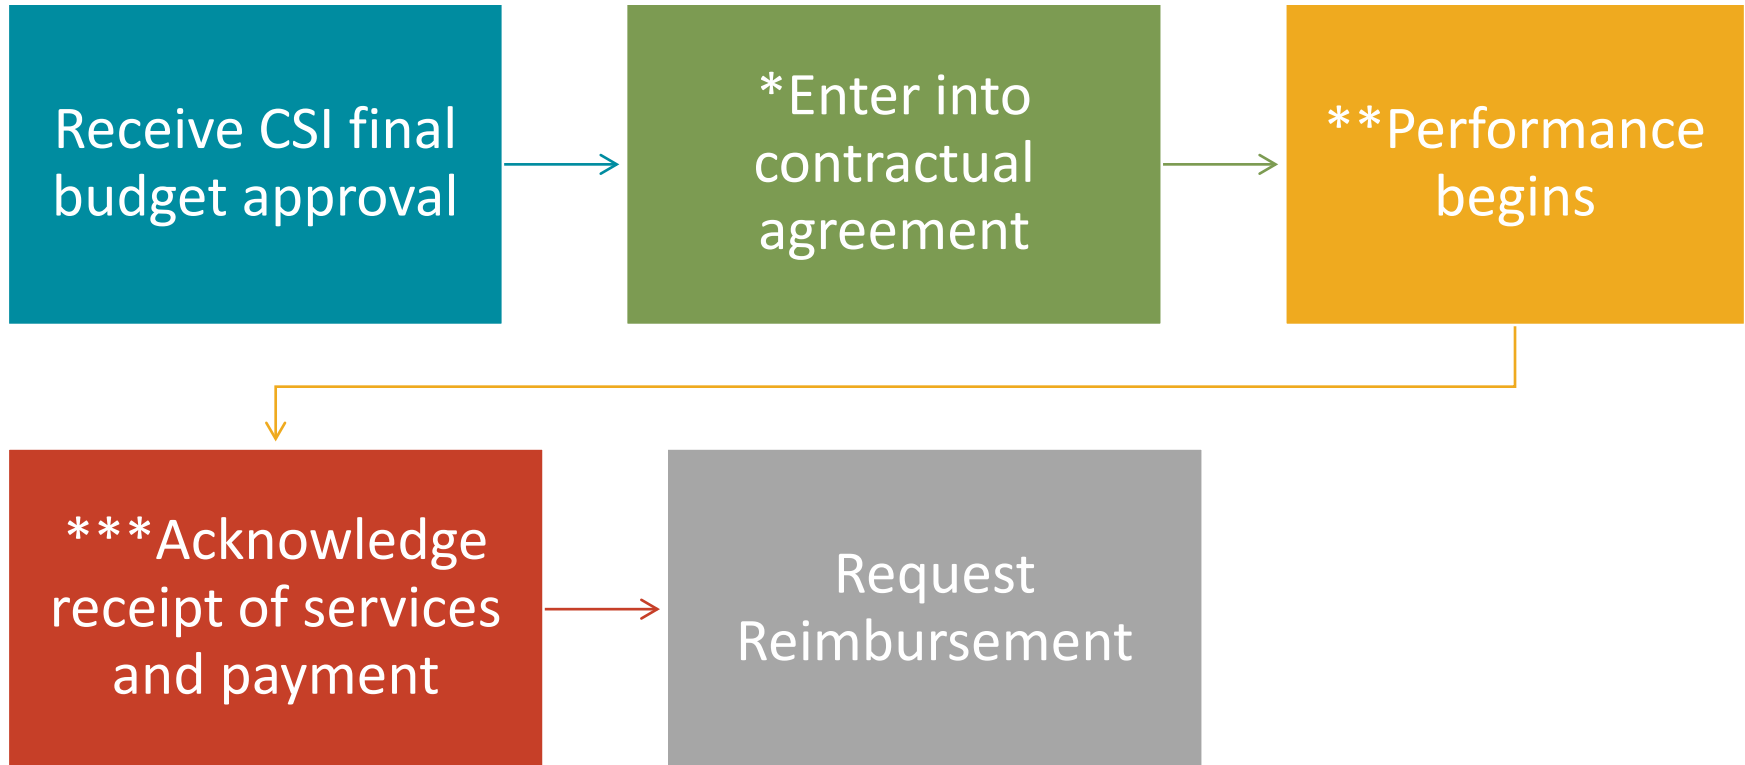 Receive CSI final
budget approval
*Enter into
contractual
agreement
**Performance
begins
***Acknowledge
receipt of services
and payment
Request
Reimbursement